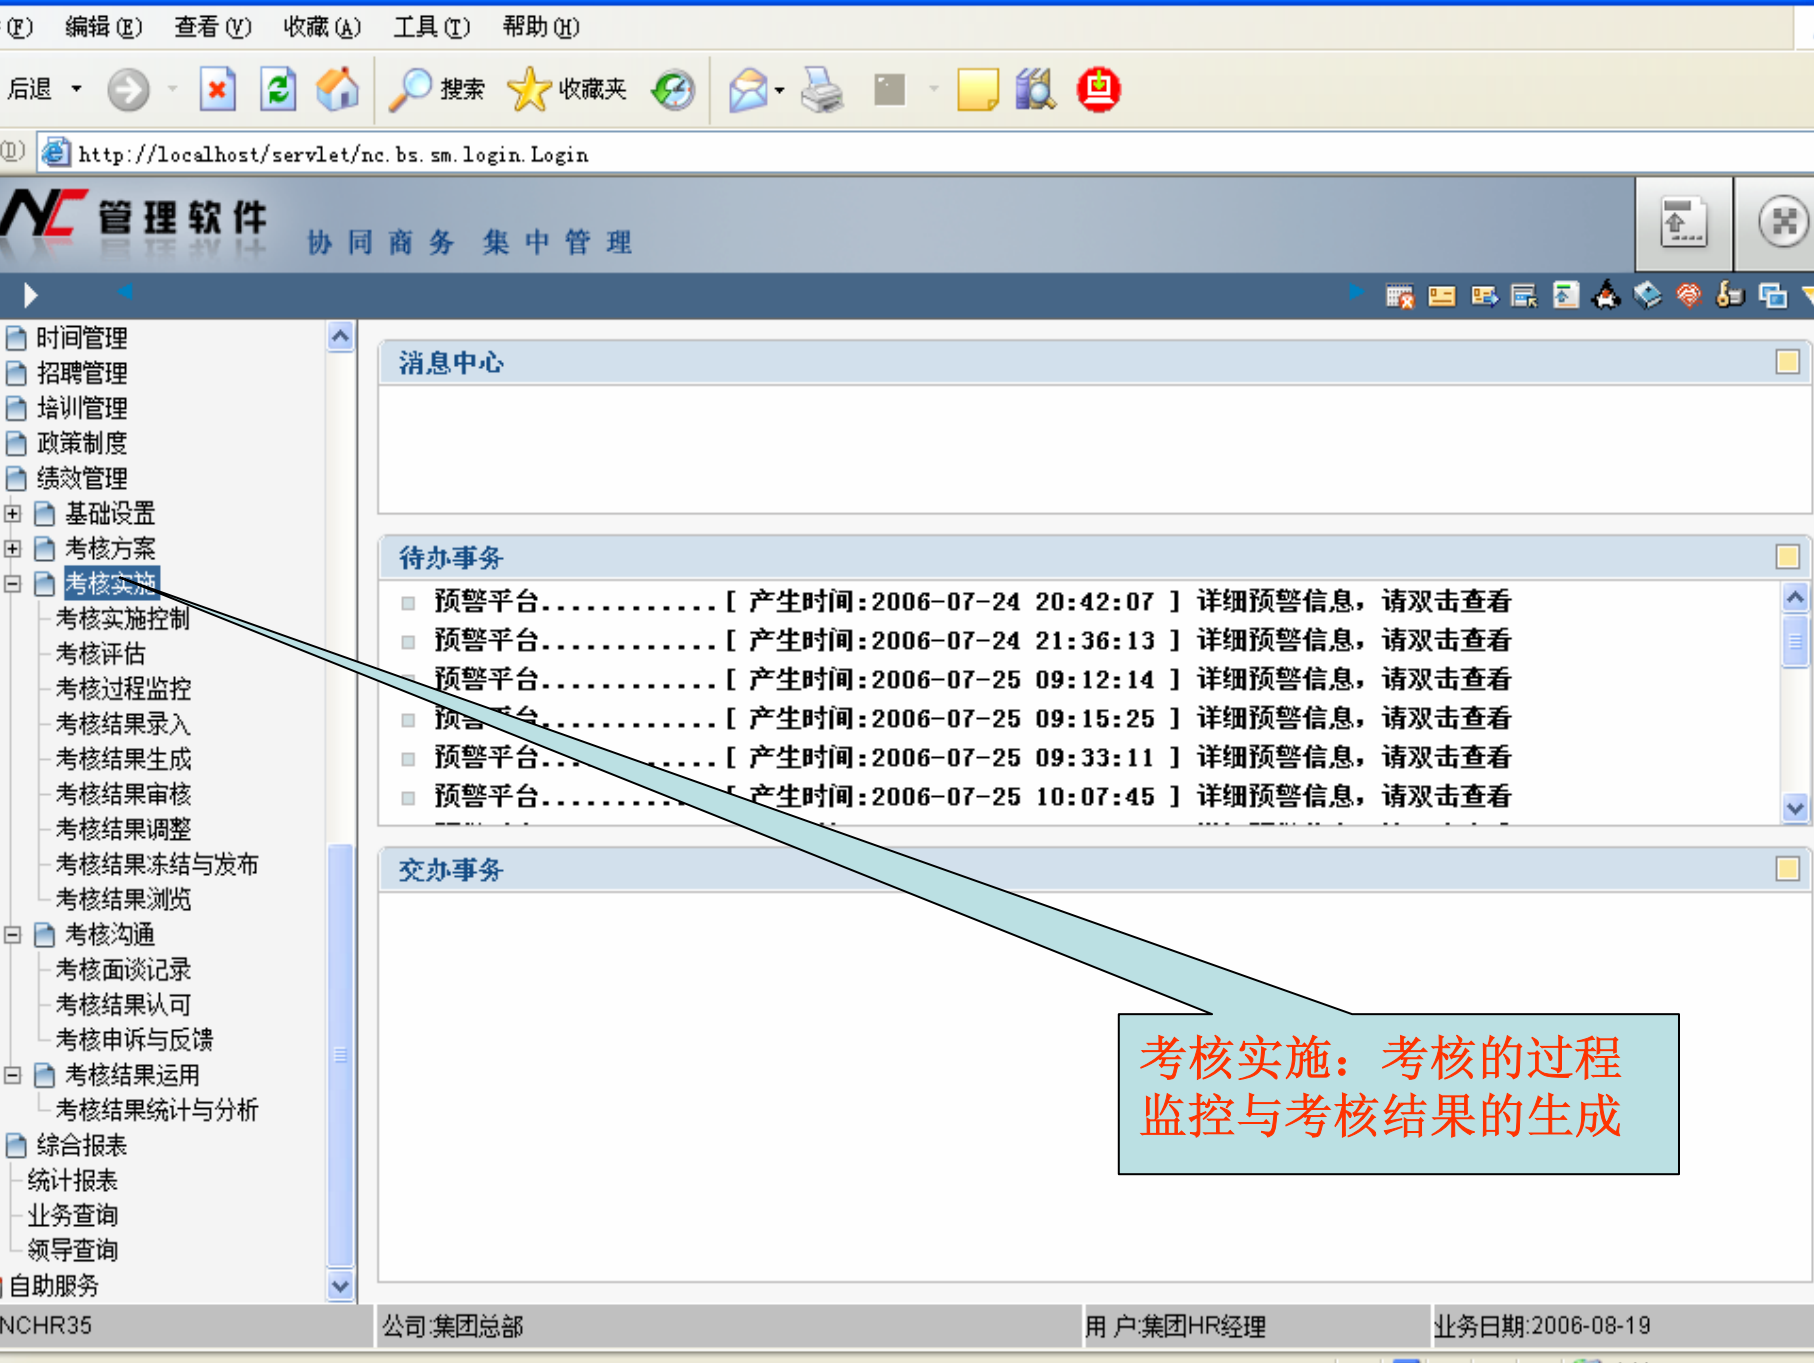 (F) 编辑(E) 查看(V) 收藏(A) 工具(T) 帮助(H)
后退 搜索 收藏夹
(D) http://localhost/servlet/nc.bs.sm.login.Login
NC 管理软件 协同商务 集中管理
时间管理
招聘管理
培训管理
政策制度
绩效管理
基础设置
考核方案
考核实施
考核实施控制
考核评估
考核过程监控
考核结果录入
考核结果生成
考核结果审核
考核结果调整
考核结果冻结与发布
考核结果浏览
考核沟通
考核面谈记录
考核结果认可
考核申诉与反馈
考核结果运用
考核结果统计与分析
综合报表
统计报表
业务查询
领导查询
自助服务
消息中心
待办事务
预警平台............[ 产生时间:2006-07-24 20:42:07 ] 详细预警信息，请双击查看
预警平台............[ 产生时间:2006-07-24 21:36:13 ] 详细预警信息，请双击查看
预警平台............[ 产生时间:2006-07-25 09:12:14 ] 详细预警信息，请双击查看
预警平台............[ 产生时间:2006-07-25 09:15:25 ] 详细预警信息，请双击查看
预警平台............[ 产生时间:2006-07-25 09:33:11 ] 详细预警信息，请双击查看
预警平台............[ 产生时间:2006-07-25 10:07:45 ] 详细预警信息，请双击查看
交办事务
考核实施：考核的过程
监控与考核结果的生成
NCHR35 公司:集团总部 用 户:集团HR经理 业务日期:2006-08-19